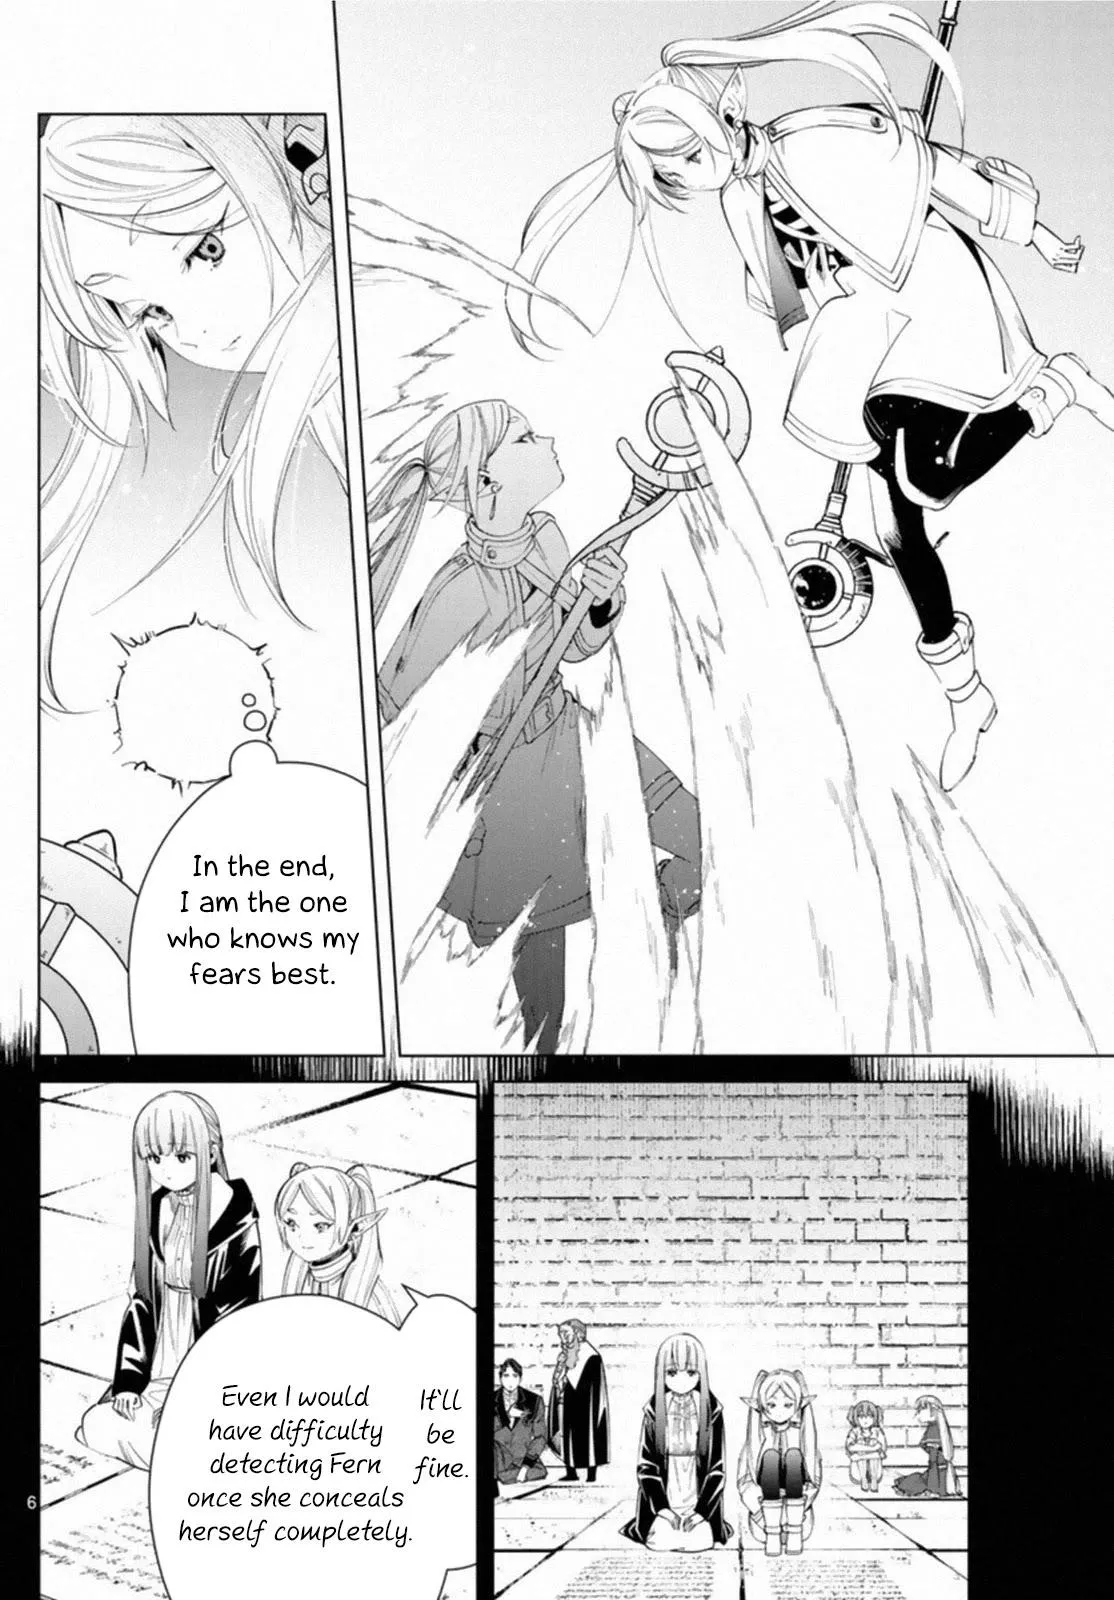 In the end,
I am the one
who knows my
fears best.
It'll
be
fine.
Even I would
have difficulty
detecting Fern
once she conceals
herself completely.
6